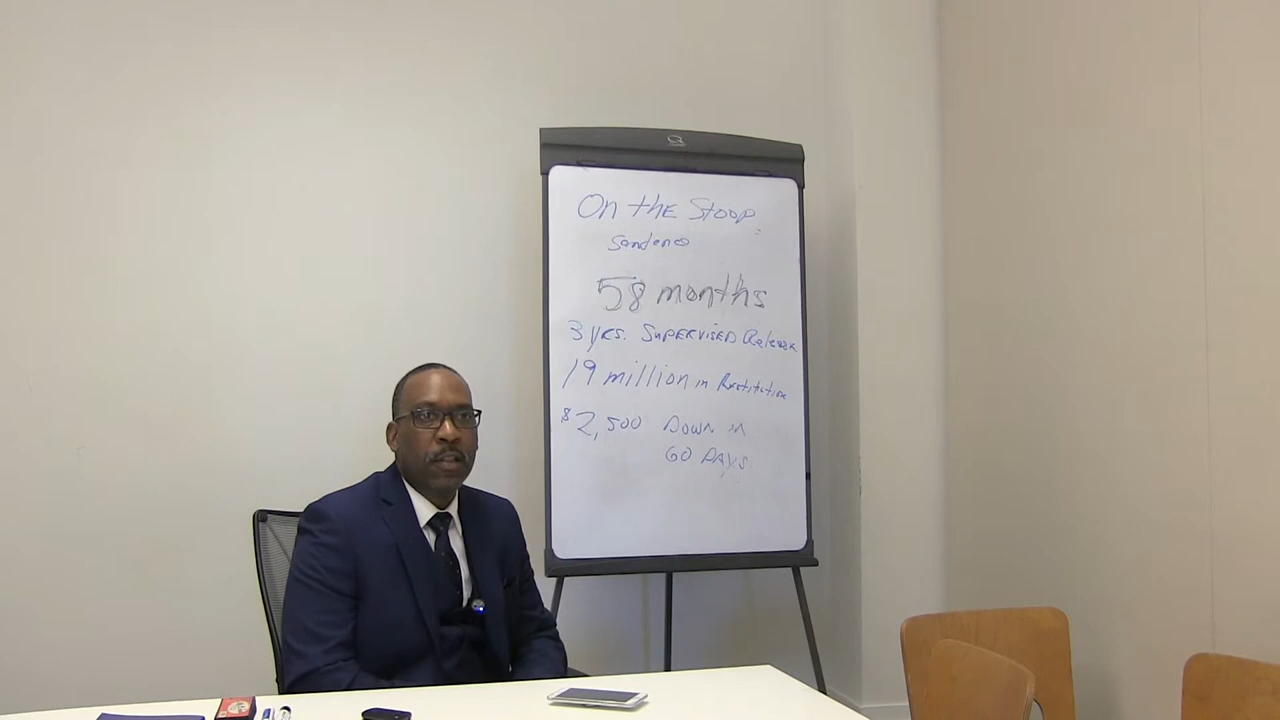 On the Stoop:
Sentence
58 months
3 yrs. Supervised Release
19 million in Restitution
$2,500 Down in
60 Days